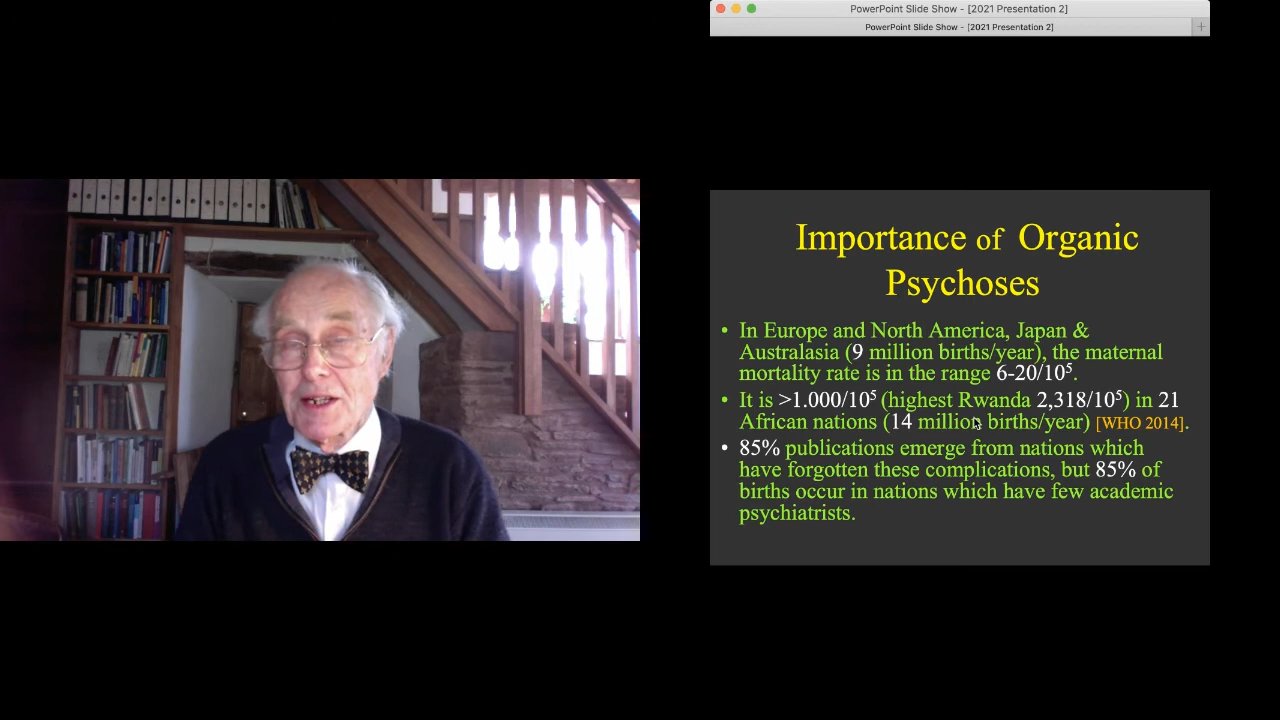 PowerPoint Slide Show - [2021 Presentation 2]
PowerPoint Slide Show - [2021 Presentation 2]
Importance of Organic
Psychoses
• In Europe and North America, Japan &
Australasia (9 million births/year), the maternal
mortality rate is in the range 6-20/10⁵.
• It is >1.000/10⁵ (highest Rwanda 2,318/10⁵) in 21
African nations (14 million births/year) [WHO 2014].
• 85% publications emerge from nations which
have forgotten these complications, but 85% of
births occur in nations which have few academic
psychiatrists.